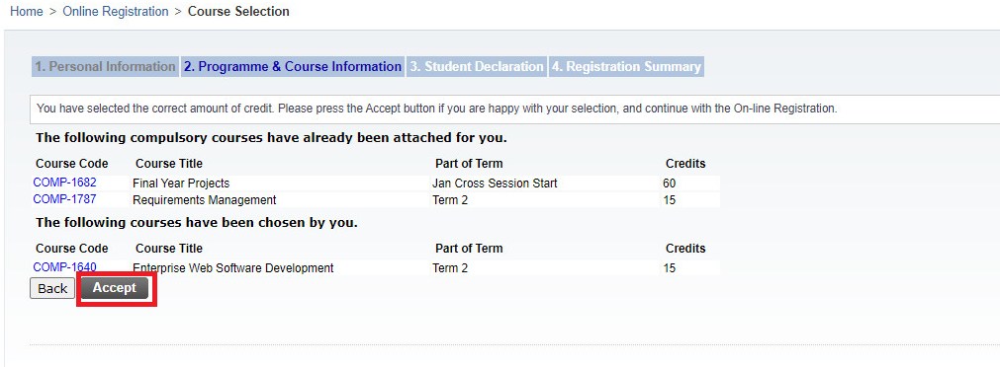 Home > Online Registration > Course Selection
1. Personal Information 2. Programme & Course Information 3. Student Declaration 4. Registration Summary
You have selected the correct amount of credit. Please press the Accept button if you are happy with your selection, and continue with the On-line Registration.
The following compulsory courses have already been attached for you.
Course Code Course Title Part of Term Credits
COMP-1682 Final Year Projects Jan Cross Session Start 60
COMP-1787 Requirements Management Term 2 15
The following courses have been chosen by you.
Course Code Course Title Part of Term Credits
COMP-1640 Enterprise Web Software Development Term 2 15
Back Accept